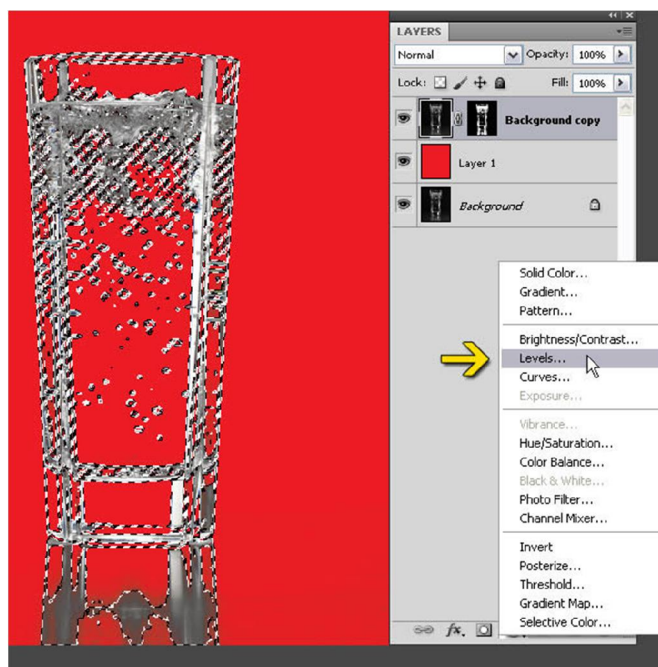 LAYERS
Normal Opacity: 100%
Lock: Fill: 100%
Background copy
Layer 1
Background
Solid Color...
Gradient...
Pattern...
Brightness/Contrast...
Levels...
Curves...
Exposure...
Vibrance...
Hue/Saturation...
Color Balance...
Black & White...
Photo Filter...
Channel Mixer...
Invert
Posterize...
Threshold...
Gradient Map...
Selective Color...
fx.